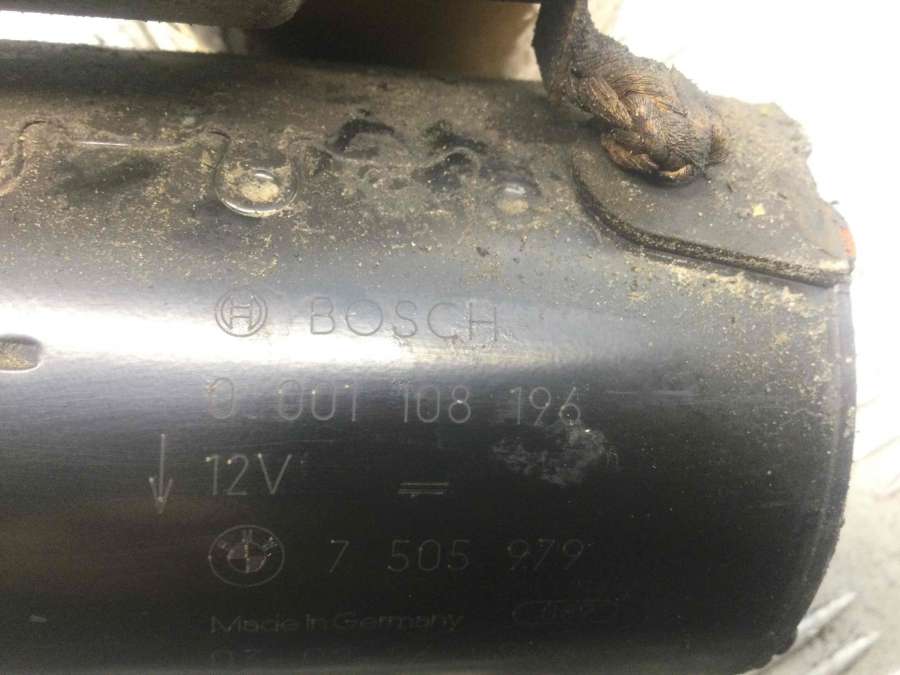 BOSCH
0 001 108 196
12V
7 505 979
Made in Germany